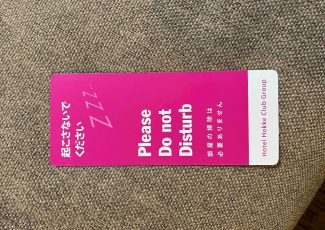 起こさないで
ください
Zzz
Please
Do not
Disturb
部屋の掃除は
必要ありません
Hotel Hokke Club Group